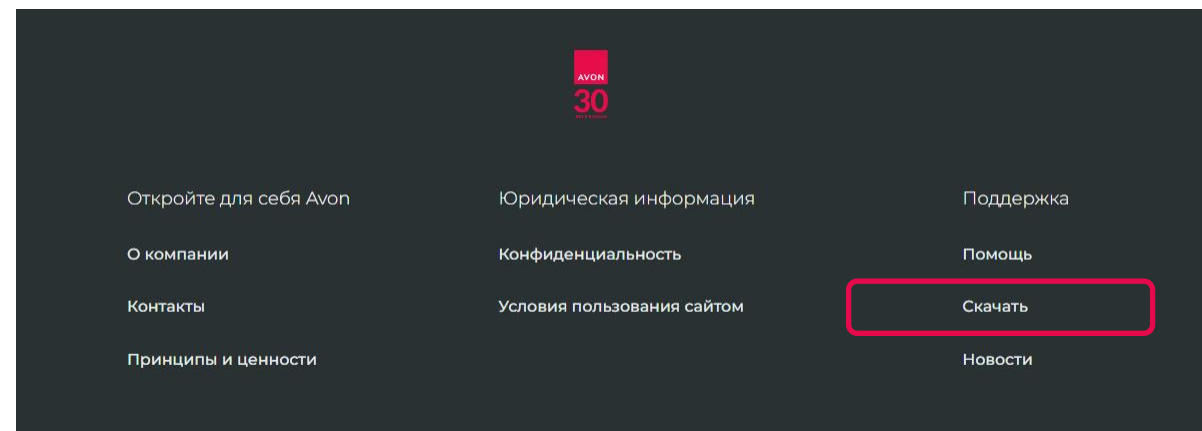 AVON
30
Откройте для себя Avon
О компании
Контакты
Принципы и ценности
Юридическая информация
Конфиденциальность
Условия пользования сайтом
Поддержка
Помощь
Скачать
Новости